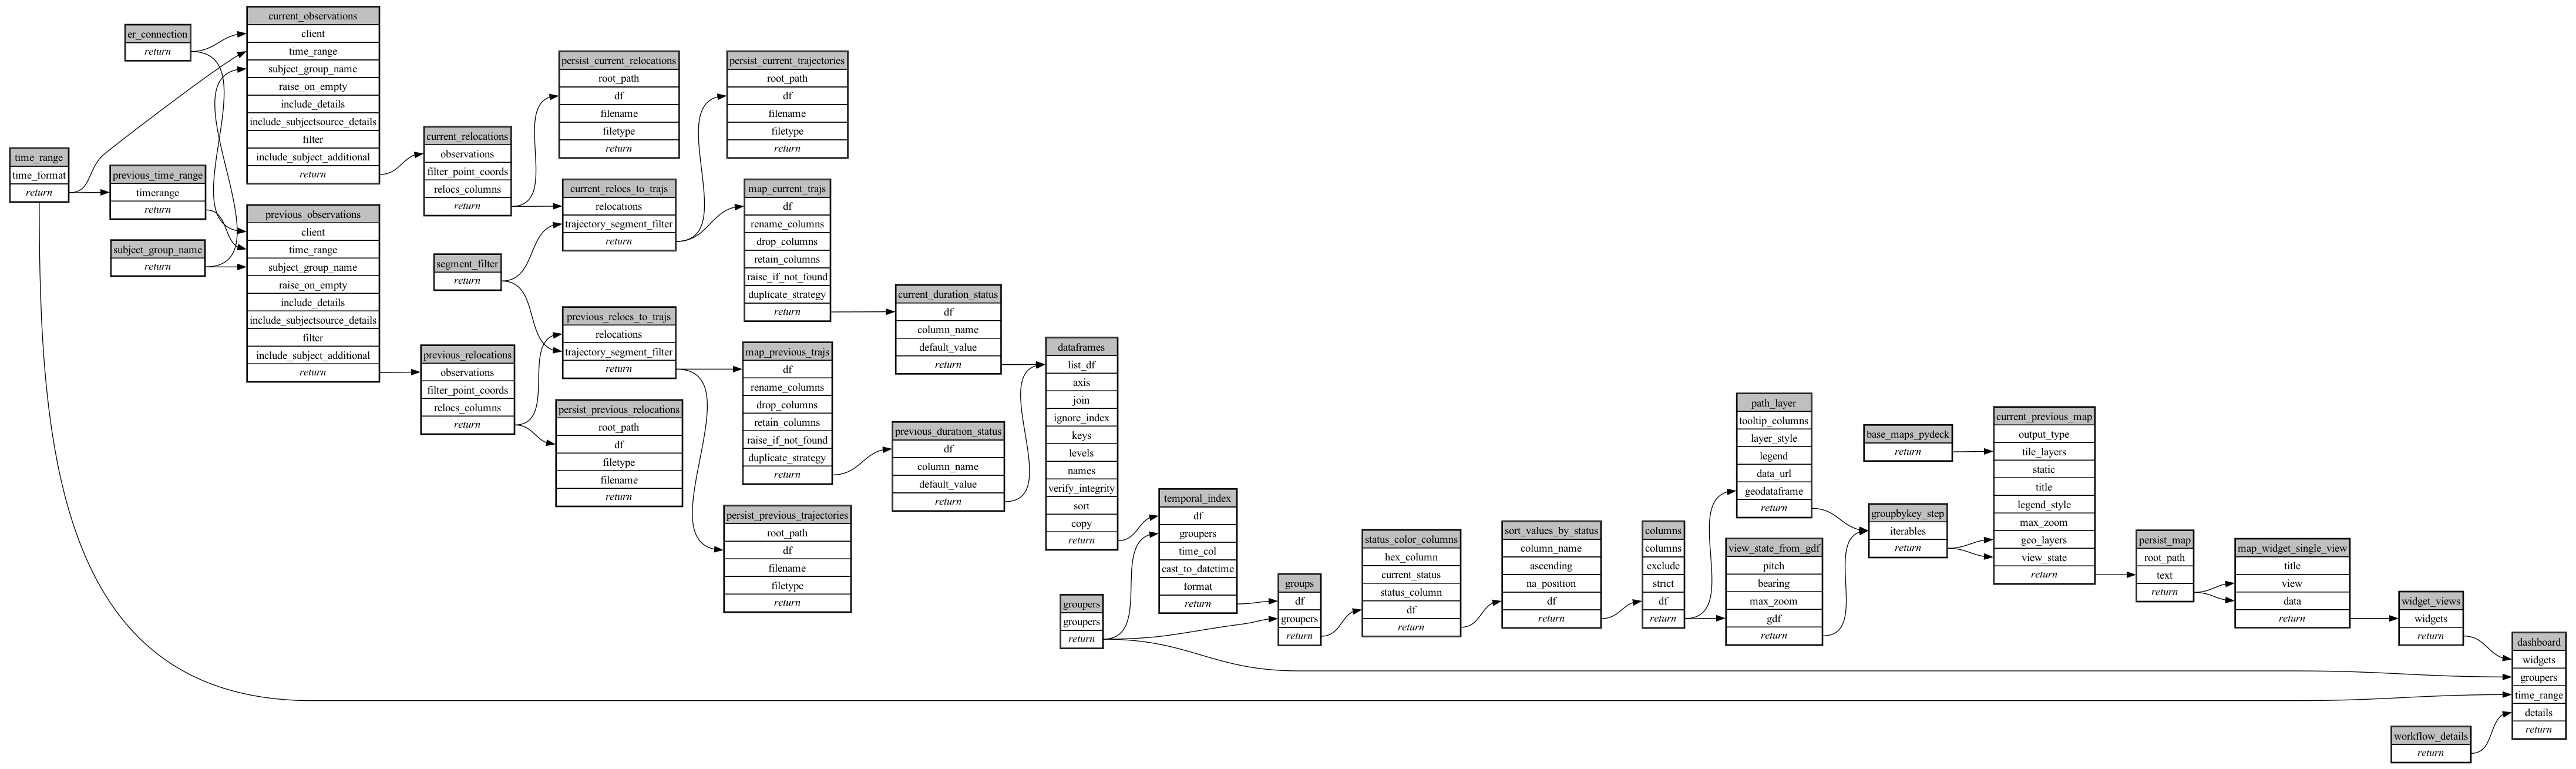 time_range
time_format
return
er_connection
return
previous_time_range
timerange
return
subject_group_name
return
current_observations
client
time_range
subject_group_name
raise_on_empty
include_details
include_subjectsource_details
filter
include_subject_additional
return
previous_observations
client
time_range
subject_group_name
raise_on_empty
include_details
include_subjectsource_details
filter
include_subject_additional
return
current_relocations
observations
filter_point_coords
relocs_columns
return
segment_filter
return
previous_relocations
observations
filter_point_coords
relocs_columns
return
persist_current_relocations
root_path
df
filename
filetype
return
current_relocs_to_trajs
relocations
trajectory_segment_filter
return
previous_relocs_to_trajs
relocations
trajectory_segment_filter
return
persist_previous_relocations
root_path
df
filetype
filename
return
persist_current_trajectories
root_path
df
filename
filetype
return
map_current_trajs
df
rename_columns
drop_columns
retain_columns
raise_if_not_found
duplicate_strategy
return
map_previous_trajs
df
rename_columns
drop_columns
retain_columns
raise_if_not_found
duplicate_strategy
return
persist_previous_trajectories
root_path
df
filename
filetype
return
current_duration_status
df
column_name
default_value
return
previous_duration_status
df
column_name
default_value
return
dataframes
list_df
axis
join
ignore_index
keys
levels
names
verify_integrity
sort
copy
return
groupers
groupers
return
temporal_index
df
groupers
time_col
cast_to_datetime
format
return
groups
df
groupers
return
status_color_columns
hex_column
current_status
status_column
df
return
sort_values_by_status
column_name
ascending
na_position
df
return
columns
columns
exclude
strict
df
return
path_layer
tooltip_columns
layer_style
legend
data_url
geodataframe
return
view_state_from_gdf
pitch
bearing
max_zoom
gdf
return
base_maps_pydeck
return
groupbykey_step
iterables
return
current_previous_map
output_type
tile_layers
static
title
legend_style
max_zoom
geo_layers
view_state
return
persist_map
root_path
text
return
map_widget_single_view
title
view
data
return
widget_views
widgets
return
workflow_details
return
dashboard
widgets
groupers
time_range
details
return